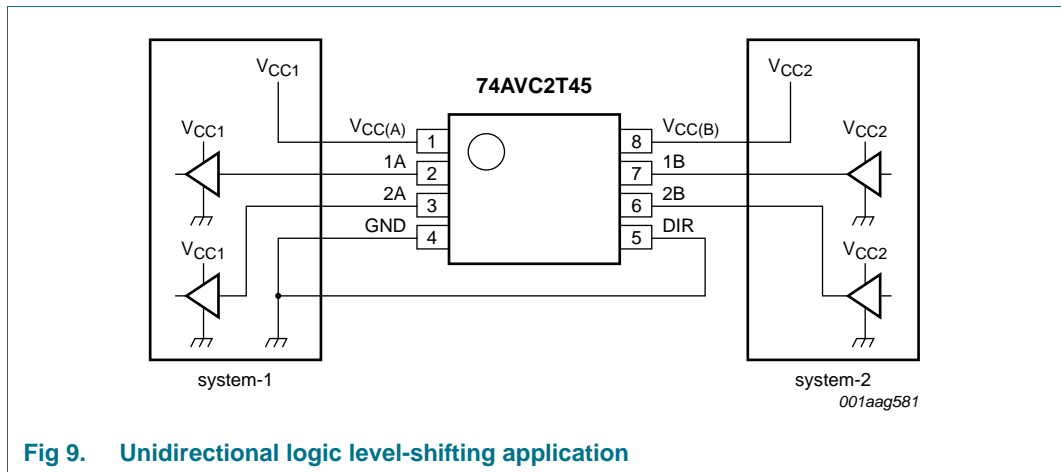 VCC1
VCC2
74AVC2T45
VCC1
VCC(A)
1
8
VCC(B)
VCC2
1A
2
7
1B
2A
3
6
2B
GND
4
5
DIR
VCC1
VCC2
system-1
system-2
001aag581
Fig 9. Unidirectional logic level-shifting application